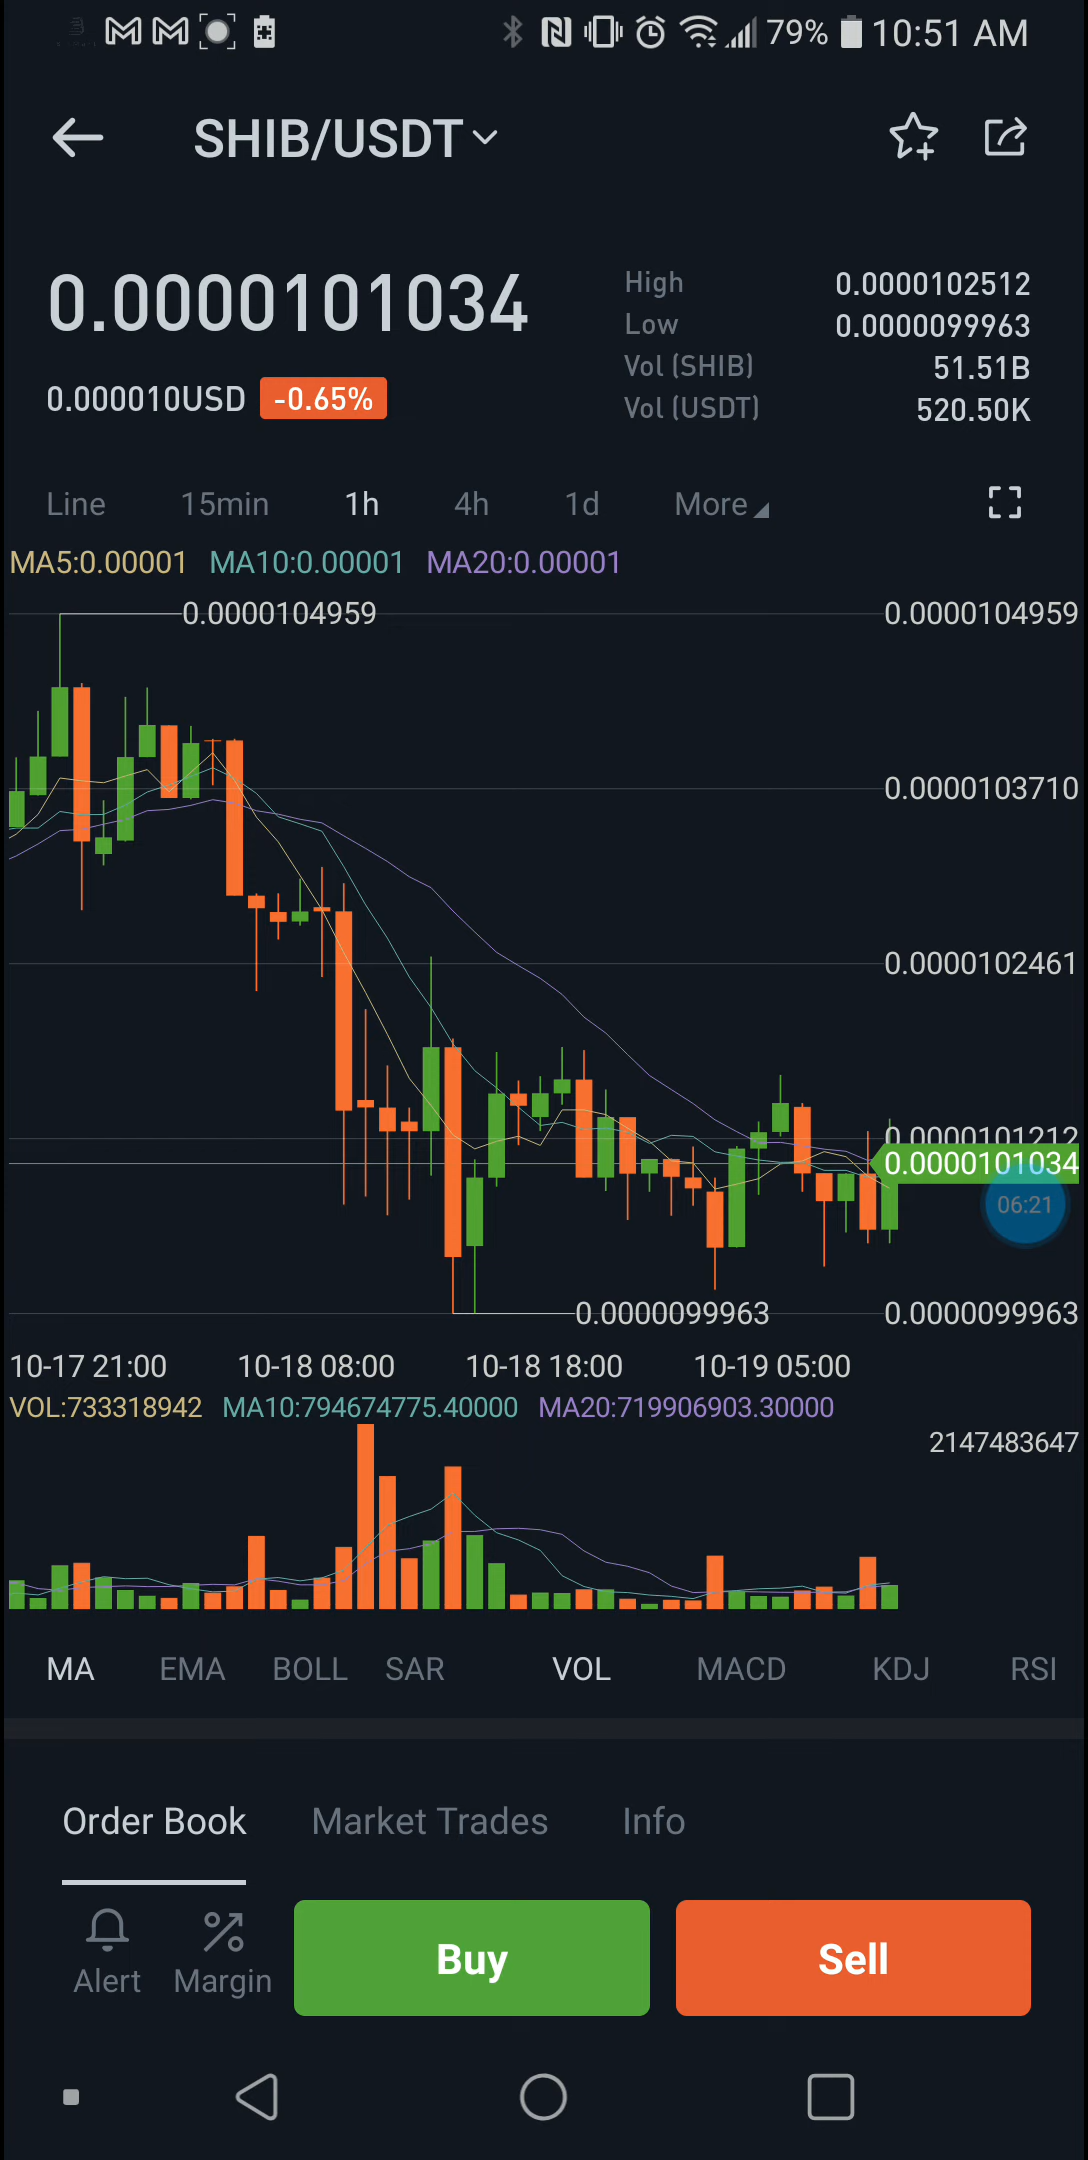 79% 10:51 AM
SHIB/USDT
0.0000101034
0.000010USD -0.65%
High 0.0000102512
Low 0.0000099963
Vol (SHIB) 51.51B
Vol (USDT) 520.50K
Line 15min 1h 4h 1d More
MA5:0.00001 MA10:0.00001 MA20:0.00001
0.0000104959 0.0000104959
0.0000103710
0.0000102461
0.0000101212
0.0000101034
06:21
0.0000099963 0.0000099963
10-17 21:00 10-18 08:00 10-18 18:00 10-19 05:00
VOL:733318942 MA10:794674775.40000 MA20:719906903.30000
2147483647
MA EMA BOLL SAR VOL MACD KDJ RSI
Order Book Market Trades Info
Alert Margin Buy Sell